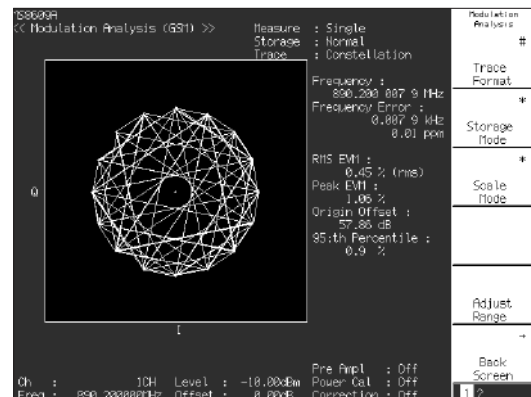 MS8609A
<< Modulation Analysis (GSM) >>
Measure : Single
Storage : Normal
Trace : Constellation
Frequency :
890.200 007 9 MHz
Frequency Error :
0.007 9 kHz
0.01 ppm
RMS EVM :
0.45 % (rms)
Peak EVM :
1.06 %
Origin Offset :
57.86 dB
95:th Percentile :
0.9 %
Q
I
Pre Ampl : Off
Ch : 1CH Level : -10.00dBm Power Cal : Off
Freq : 890.200000MHz Offset : 0.00dB Correction : Off
Modulation
Analysis
#
Trace
Format
*
Storage
Mode
*
Scale
Mode
Adjust
Range
→
Back
Screen
1 2